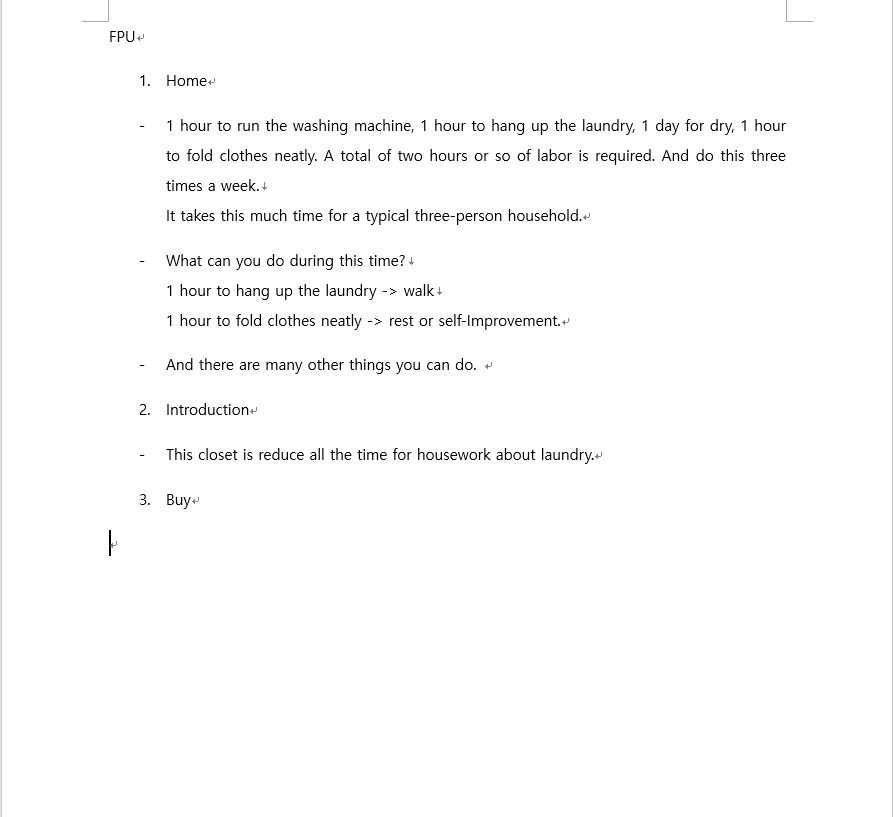 FPU
1. Home
- 1 hour to run the washing machine, 1 hour to hang up the laundry, 1 day for dry, 1 hour
to fold clothes neatly. A total of two hours or so of labor is required. And do this three
times a week.
It takes this much time for a typical three-person household.
- What can you do during this time?
1 hour to hang up the laundry -> walk
1 hour to fold clothes neatly -> rest or self-Improvement.
- And there are many other things you can do.
2. Introduction
- This closet is reduce all the time for housework about laundry.
3. Buy